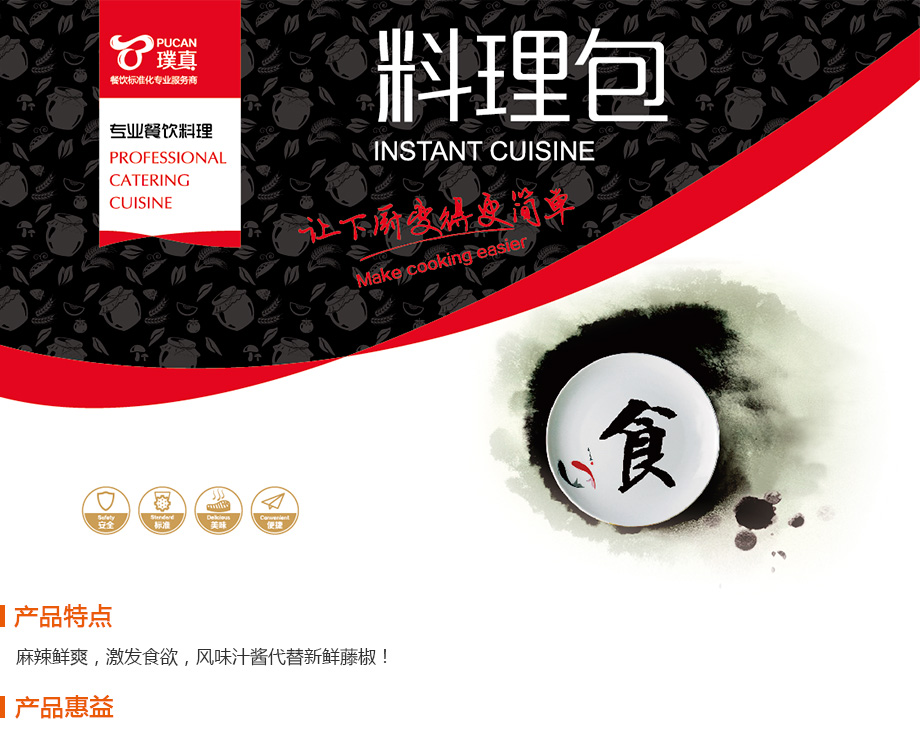 PUCAN
璞真
餐饮标准化专业服务商
专业餐饮料理
PROFESSIONAL
CATERING
CUISINE
料理包
INSTANT CUISINE
让下厨变得更简单
Make cooking easier
食
Safety
安全
Standard
标准
Delicious
美味
Convenient
便捷
产品特点
麻辣鲜爽，激发食欲，风味汁酱代替新鲜藤椒！
产品惠益